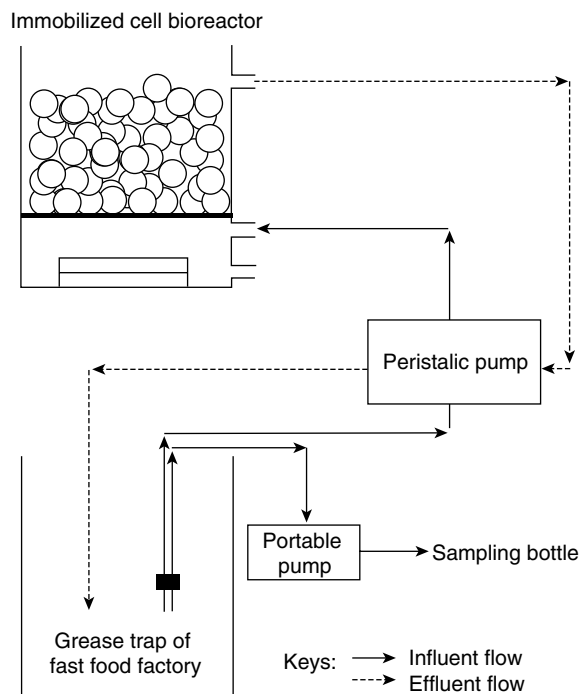 Immobilized cell bioreactor
Peristalic pump
Portable
pump
Sampling bottle
Grease trap of
fast food factory
Keys:
Influent flow
Effluent flow